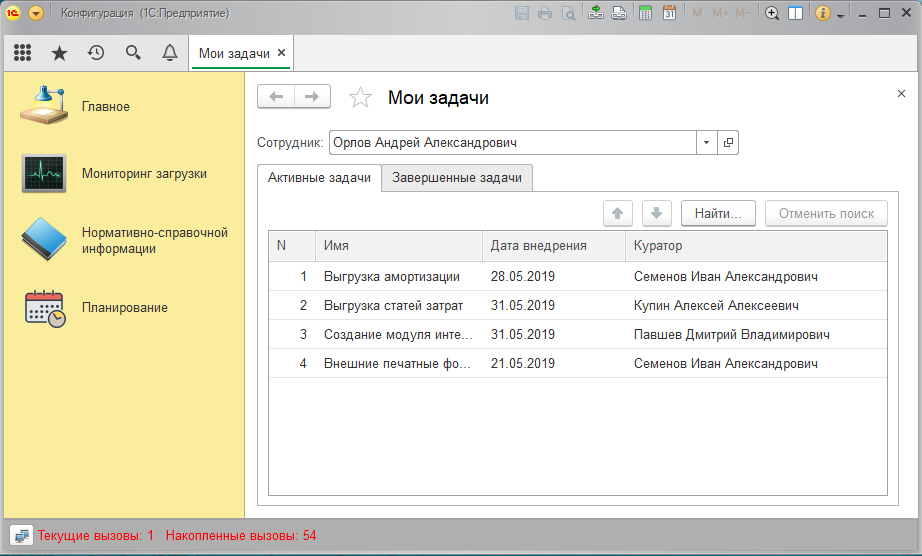 Конфигурация (1С:Предприятие)
M M+ M-
31
Мои задачи
Главное
Мониторинг загрузки
Нормативно-справочной
информации
Планирование
Мои задачи
Сотрудник: Орлов Андрей Александрович
Активные задачи Завершенные задачи
Найти... Отменить поиск
N Имя Дата внедрения Куратор
1 Выгрузка амортизации 28.05.2019 Семенов Иван Александрович
2 Выгрузка статей затрат 31.05.2019 Купин Алексей Алексеевич
3 Создание модуля инте... 31.05.2019 Павшев Дмитрий Владимирович
4 Внешние печатные фо... 21.05.2019 Семенов Иван Александрович
Текущие вызовы: 1 Накопленные вызовы: 54